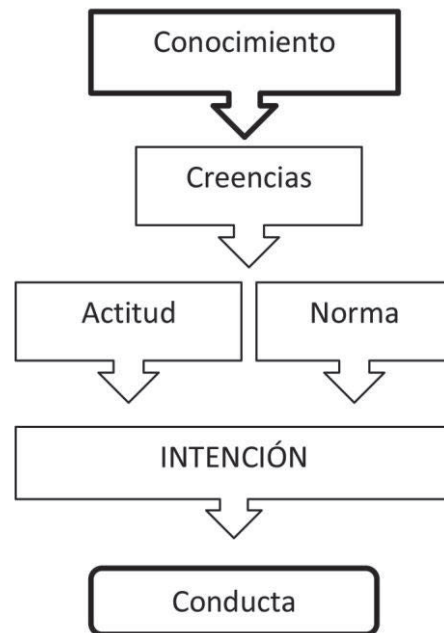 Conocimiento
Creencias
Actitud
Norma
INTENCIÓN
Conducta